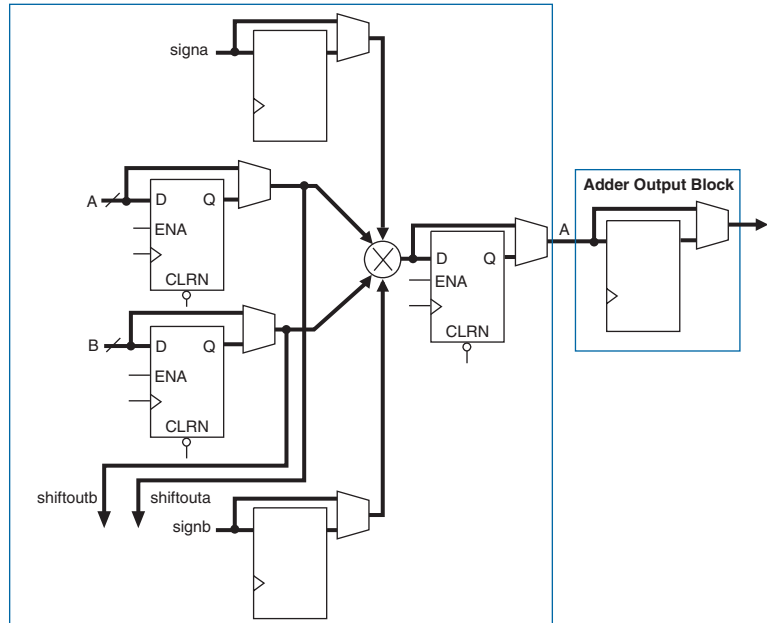 signa
Adder Output Block
A
D Q
ENA
CLRN
A
D Q
ENA
CLRN
B
D Q
ENA
CLRN
shiftoutb
shiftouta
signb